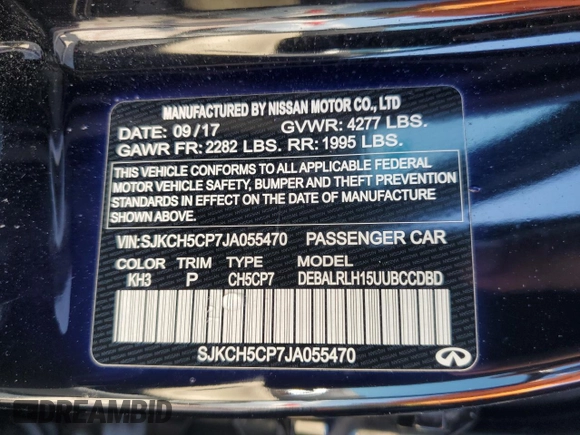 MANUFACTURED BY NISSAN MOTOR CO., LTD
DATE: 09/17 GVWR: 4277 LBS.
GAWR FR: 2282 LBS. RR: 1995 LBS.
THIS VEHICLE CONFORMS TO ALL APPLICABLE FEDERAL
MOTOR VEHICLE SAFETY, BUMPER AND THEFT PREVENTION
STANDARDS IN EFFECT ON THE DATE OF MANUFACTURE
SHOWN ABOVE.
VIN:SJKCH5CP7JA055470 PASSENGER CAR
COLOR TRIM TYPE MODEL
KH3 P CH5CP7 DEBALRLH15UUBCCDBD
SJKCH5CP7JA055470
DREAMBID